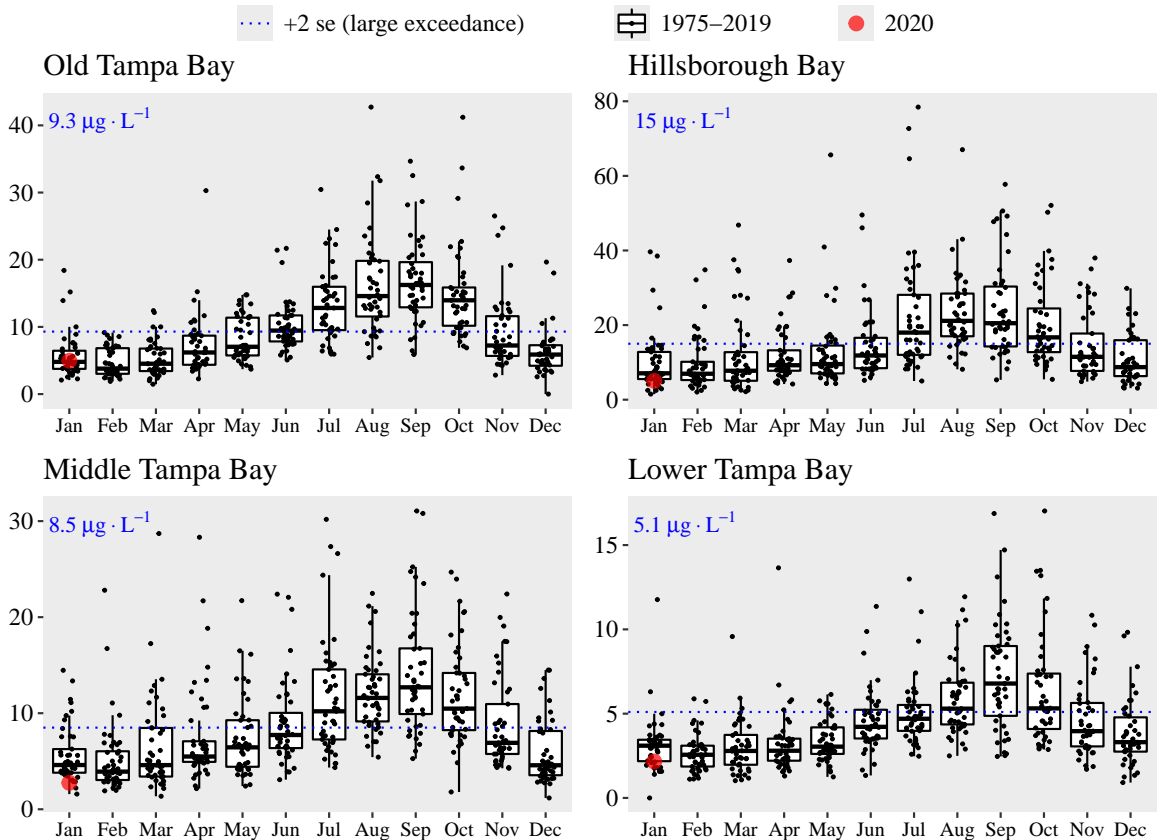 +2 se (large exceedance) 1975–2019 2020
Old Tampa Bay
9.3 μg · L⁻¹
40
30
20
10
0
Jan Feb Mar Apr May Jun Jul Aug Sep Oct Nov Dec
Hillsborough Bay
15 μg · L⁻¹
80
60
40
20
0
Jan Feb Mar Apr May Jun Jul Aug Sep Oct Nov Dec
Middle Tampa Bay
8.5 μg · L⁻¹
30
20
10
0
Jan Feb Mar Apr May Jun Jul Aug Sep Oct Nov Dec
Lower Tampa Bay
5.1 μg · L⁻¹
15
10
5
0
Jan Feb Mar Apr May Jun Jul Aug Sep Oct Nov Dec